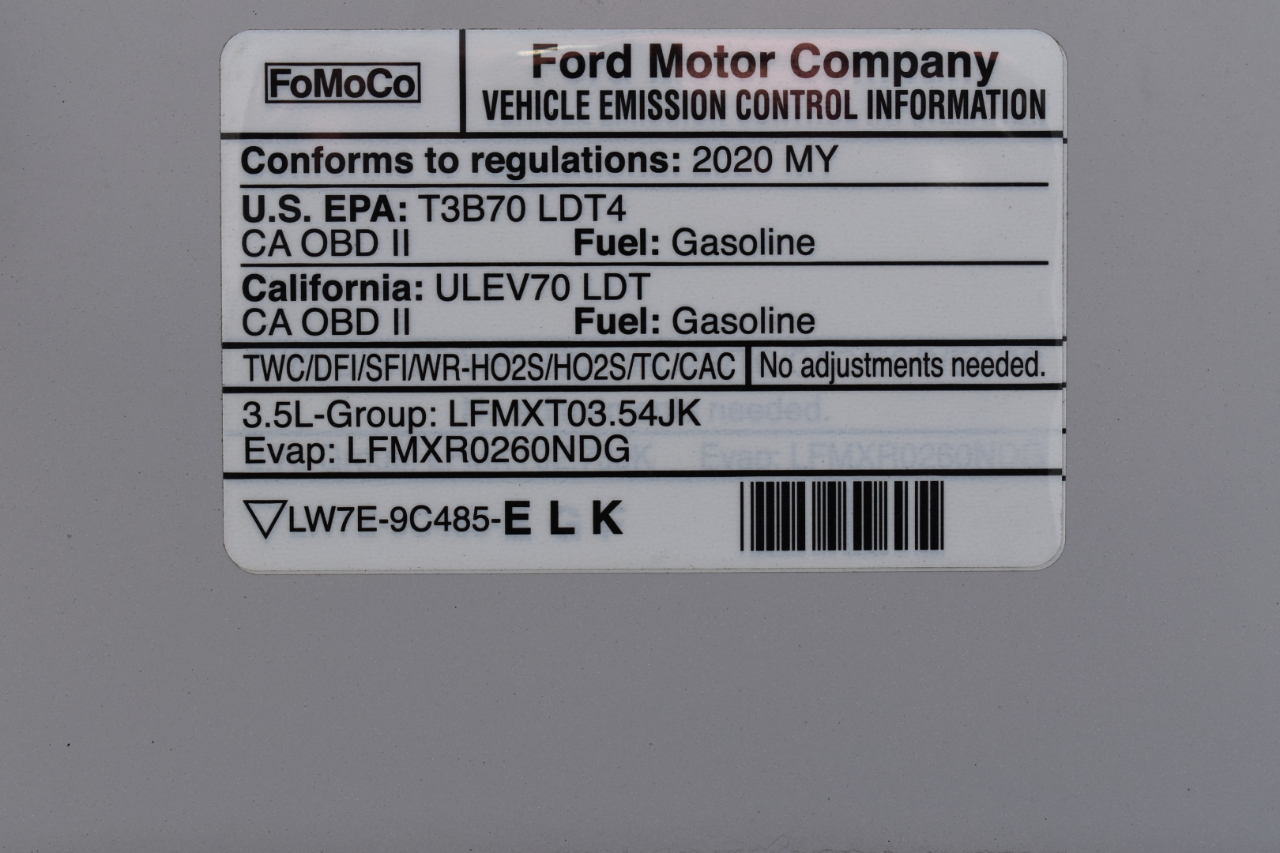 FoMoCo
Ford Motor Company
VEHICLE EMISSION CONTROL INFORMATION
Conforms to regulations: 2020 MY
U.S. EPA: T3B70 LDT4
CA OBD II Fuel: Gasoline
California: ULEV70 LDT
CA OBD II Fuel: Gasoline
TWC/DFI/SFI/WR-HO2S/HO2S/TC/CAC No adjustments needed.
3.5L-Group: LFMXT03.54JK
Evap: LFMXR0260NDG
LW7E-9C485-E L K